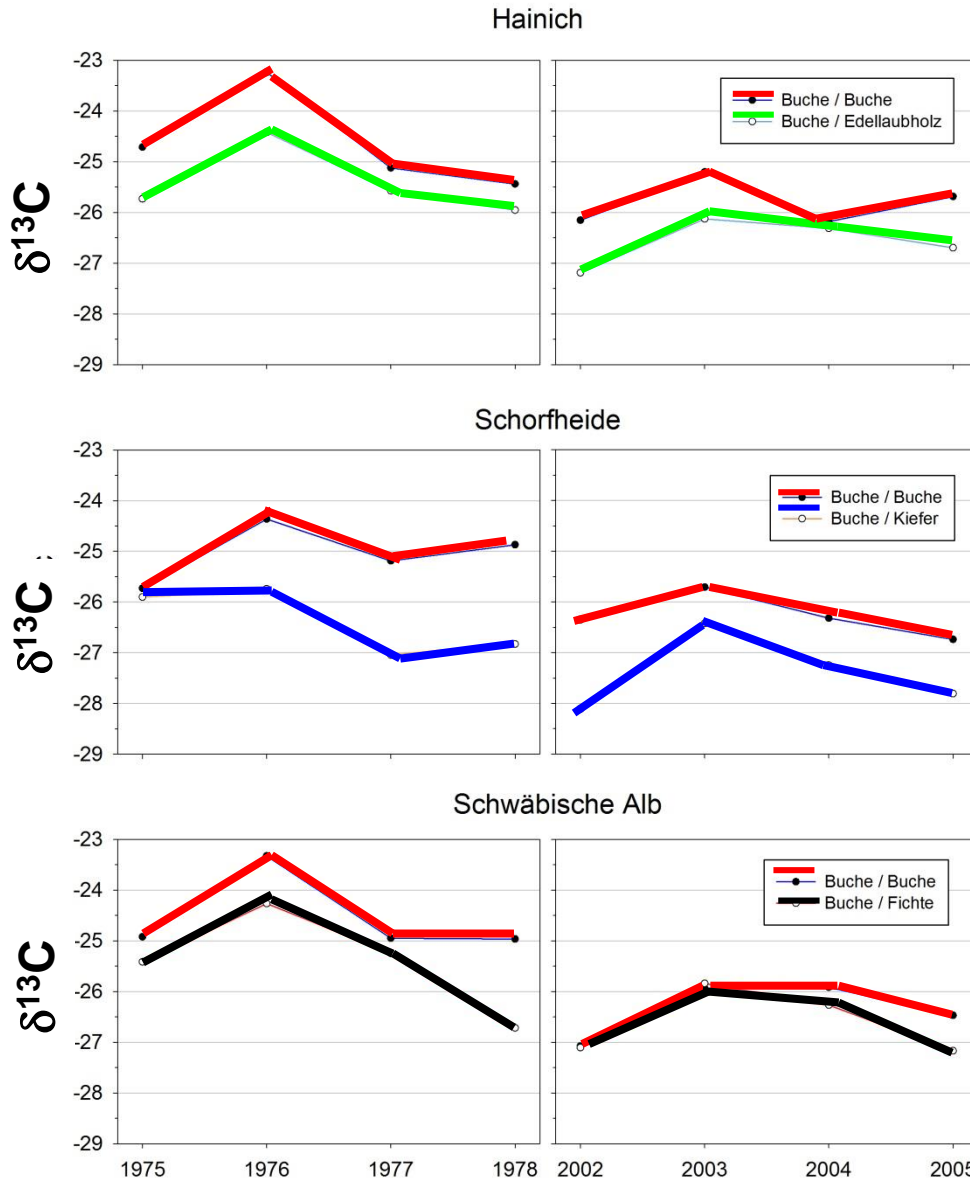 Hainich
δ¹³C
-23
-24
-25
-26
-27
-28
-29
Buche / Buche
Buche / Edellaubholz
Schorfheide
δ¹³C
-23
-24
-25
-26
-27
-28
-29
Buche / Buche
Buche / Kiefer
Schwäbische Alb
δ¹³C
-23
-24
-25
-26
-27
-28
-29
Buche / Buche
Buche / Fichte
1975 1976 1977 1978 2002 2003 2004 2005